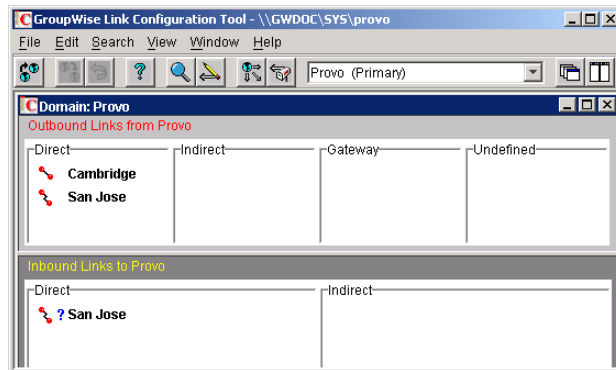 GroupWise Link Configuration Tool - \\GWDOC\SYS\provo
File Edit Search View Window Help
? Provo (Primary)
Domain: Provo
Outbound Links from Provo
Direct Indirect Gateway Undefined
Cambridge
San Jose
Inbound Links to Provo
Direct Indirect
? San Jose